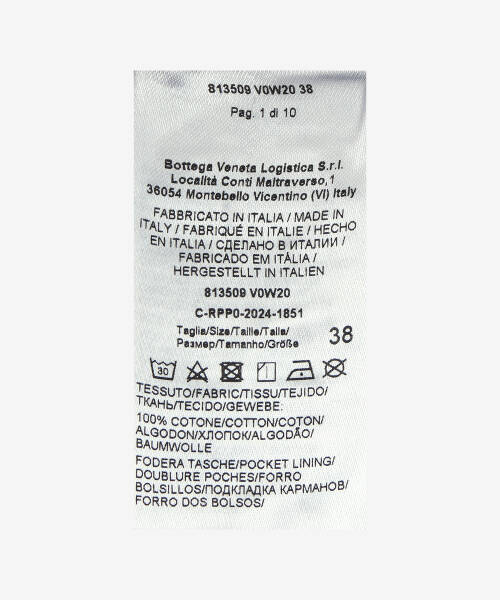 813509 V0W20 38
Pag. 1 di 10
Bottega Veneta Logistica S.r.l.
Località Conti Maltraverso,1
36054 Montebello Vicentino (VI) Italy
FABBRICATO IN ITALIA / MADE IN
ITALY / FABRIQUÉ EN ITALIE / HECHO
EN ITALIA / СДЕЛАНО В ИТАЛИИ /
FABRICADO EM ITÁLIA /
HERGESTELLT IN ITALIEN
813509 V0W20
C-RPP0-2024-1851
Taglia/Size/Taille/Talla/
Размер/Tamanho/Größe
38
30
TESSUTO/FABRIC/TISSU/TEJIDO/
ТКАНЬ/TECIDO/GEWEBE:
100% COTONE/COTTON/COTON/
ALGODON/ХЛОПОК/ALGODÃO/
BAUMWOLLE
FODERA TASCHE/POCKET LINING/
DOUBLURE POCHES/FORRO
BOLSILLOS/ПОДКЛАДКА КАРМАНОВ/
FORRO DOS BOLSOS/